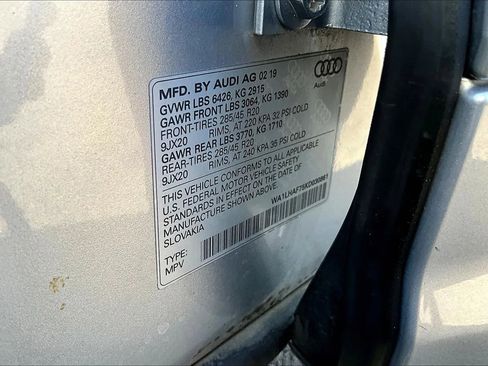 MFD. BY AUDI AG 02 19
GVWR LBS 6426, KG 2915
GAWR FRONT LBS 3064, KG 1390
FRONT-TIRES 285/45 R20
9JX20 RIMS, AT 220 KPA 32 PSI COLD
GAWR REAR LBS 3770, KG 1710
REAR-TIRES 285/45 R20
9JX20 RIMS, AT 240 KPA 35 PSI COLD
THIS VEHICLE CONFORMS TO ALL APPLICABLE
U.S. FEDERAL MOTOR VEHICLE SAFETY
STANDARDS IN EFFECT ON THE DATE OF
MANUFACTURE SHOWN ABOVE.
SLOVAKIA
TYPE:
MPV
Audi